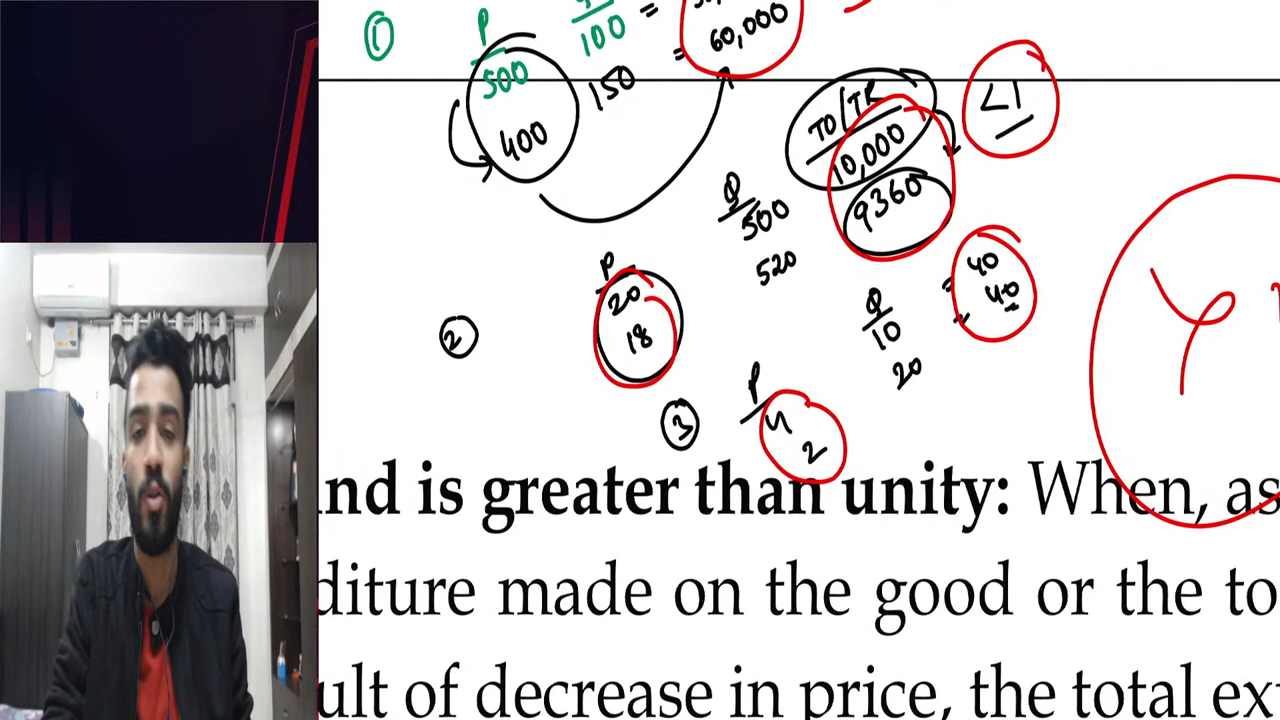 ①
P
500
400
100 =
150 =
60,000
TO/TR
10,000
9360
<1
Q
500
520
②
P
20
18
Q
10 = 40
20 = 40
③
P
4
2
nd is greater than unity: When, as
diture made on the good or the to
ult of decrease in price, the total ex